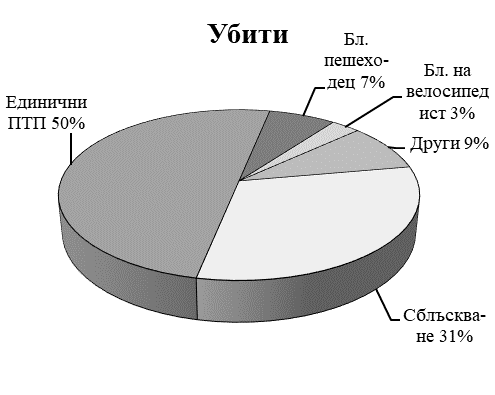 Убити
Бл.
пешехо-
дец 7%
Бл. на
велосипед
ист 3%
Други 9%
Единични
ПТП 50%
Сблъсква-
не 31%